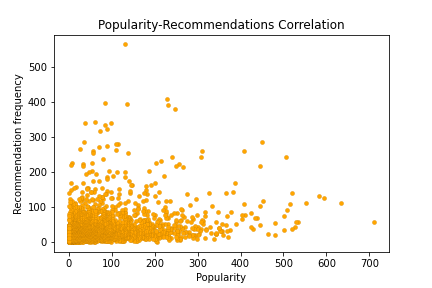 Popularity-Recommendations Correlation
Recommendation frequency
500
400
300
200
100
0
0 100 200 300 400 500 600 700
Popularity